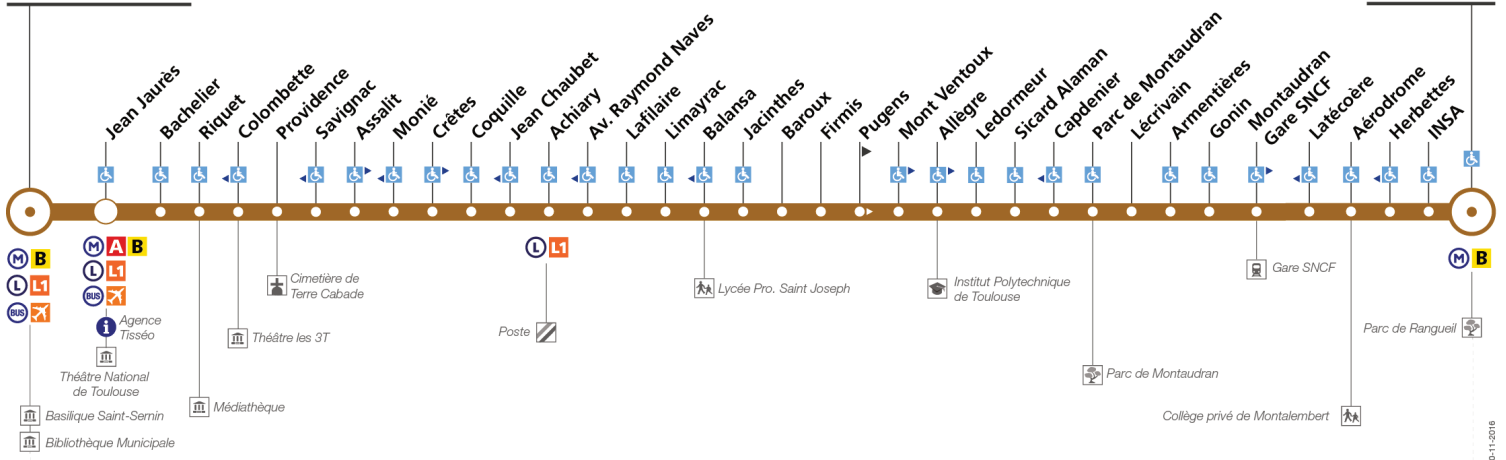 Jean Jaurès
Bachelier
Riquet
Colombette
Providence
Savignac
Assalit
Monié
Crêtes
Coquille
Jean Chaubet
Achiary
Av. Raymond Naves
Lafilaire
Limayrac
Balansa
Jacinthes
Baroux
Firmis
Pugens
Mont Ventoux
Allègre
Ledormeur
Sicard Alaman
Capdenier
Parc de Montaudran
Lécrivain
Armentières
Gonin
Montaudran
Gare SNCF
Latécoère
Aérodrome
Herbettes
INSA
M B
L L1
BUS
M A B
L L1
BUS
i Agence
Tisséo
Théâtre National
de Toulouse
Basilique Saint-Sernin
Bibliothèque Municipale
Médiathèque
Théâtre les 3T
Cimetière de
Terre Cabade
L L1
Poste
Lycée Pro. Saint Joseph
Institut Polytechnique
de Toulouse
Parc de Montaudran
Gare SNCF
Collège privé de Montalembert
M B
Parc de Rangueil
0-11-2016